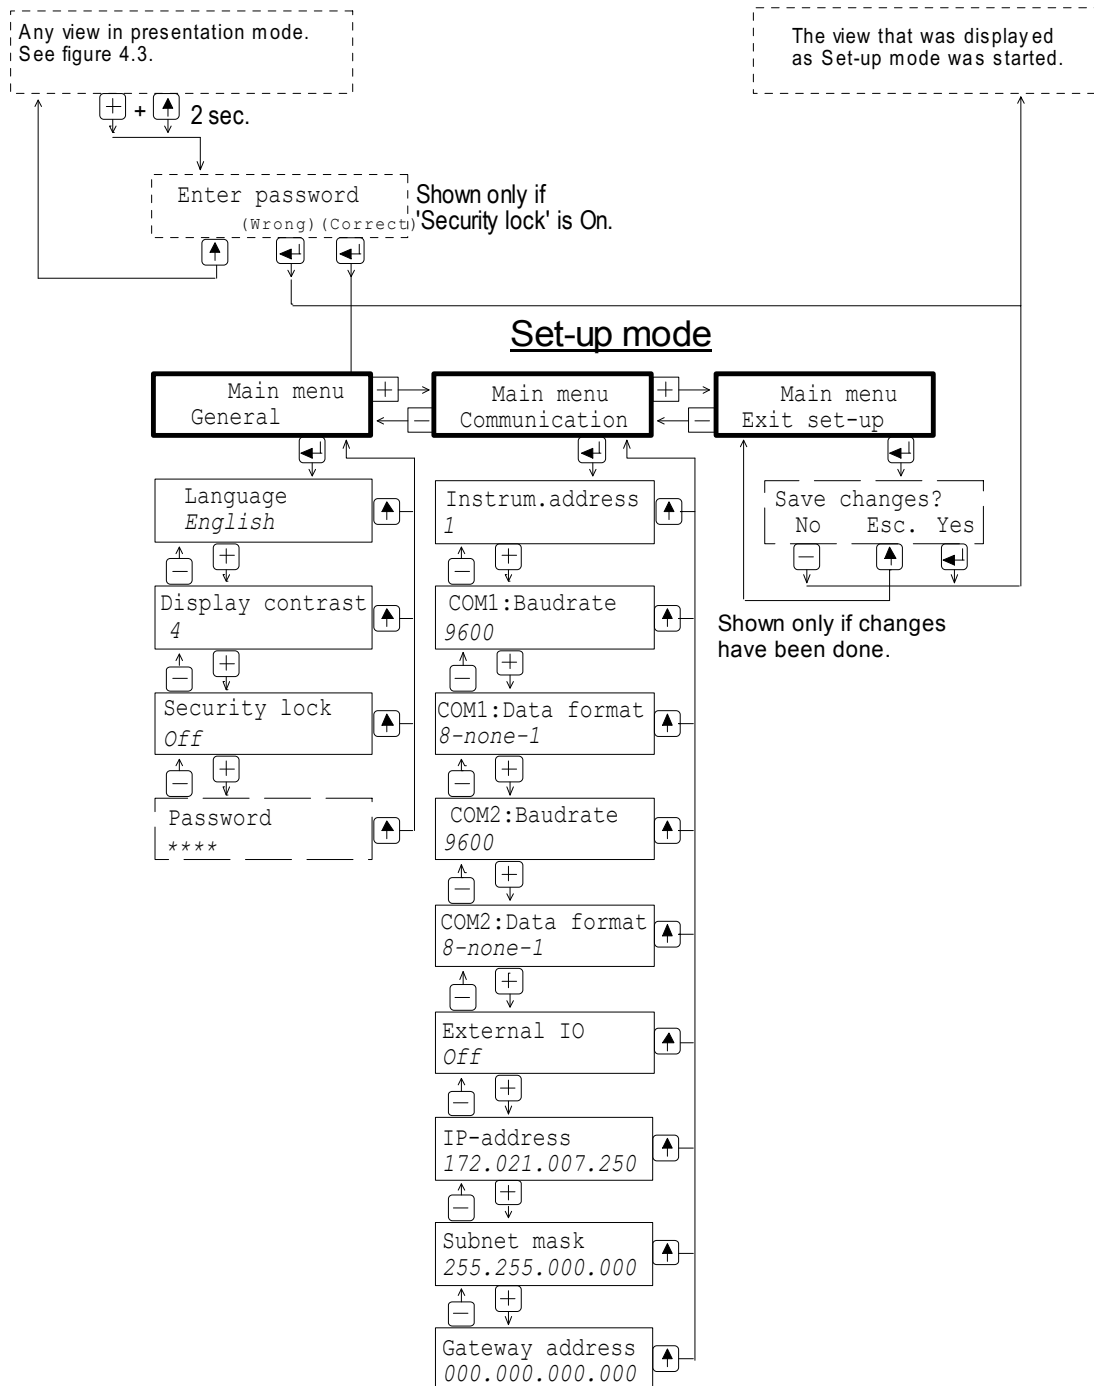 Any view in presentation mode.
See figure 4.3.
The view that was displayed
as Set-up mode was started.
+ + 2 sec.
Enter password
(Wrong) (Correct)
Shown only if
'Security lock' is On.
Set-up mode
Main menu
General
+
−
Main menu
Communication
+
−
Main menu
Exit set-up
Language
English
− +
Display contrast
4
− +
Security lock
Off
− +
Password
****
Instrum.address
1
− +
COM1:Baudrate
9600
− +
COM1:Data format
8-none-1
− +
COM2:Baudrate
9600
− +
COM2:Data format
8-none-1
− +
External IO
Off
− +
IP-address
172.021.007.250
− +
Subnet mask
255.255.000.000
− +
Gateway address
000.000.000.000
Save changes?
No Esc. Yes
−
Shown only if changes
have been done.